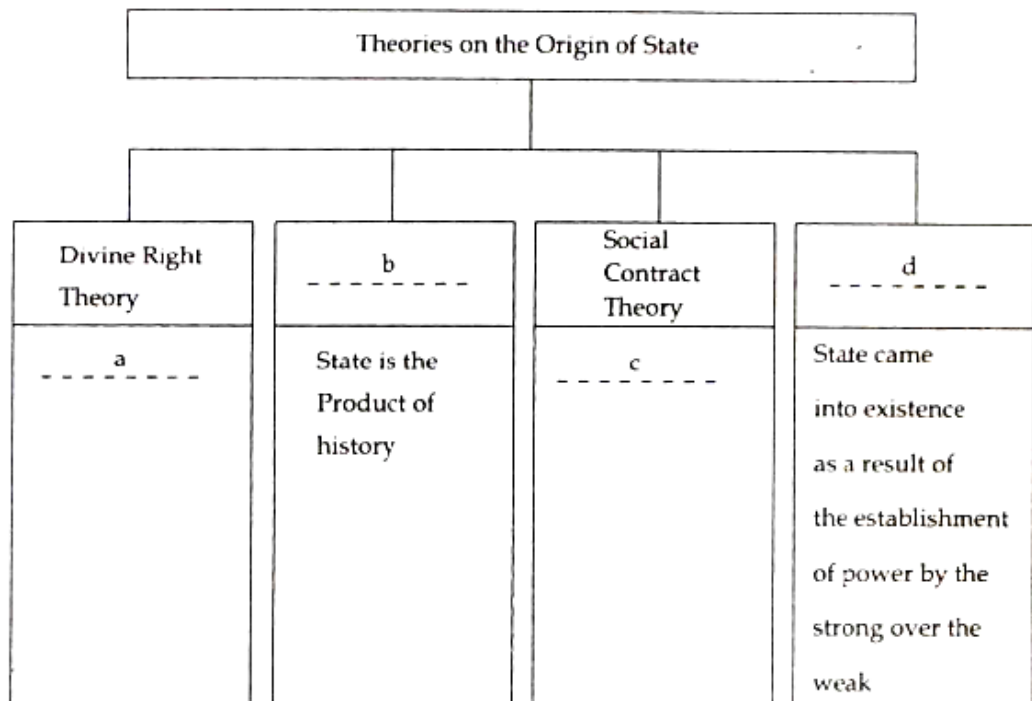 Theories on the Origin of State
Divine Right
Theory
a
b
State is the
Product of
history
Social
Contract
Theory
c
d
State came
into existence
as a result of
the establishment
of power by the
strong over the
weak